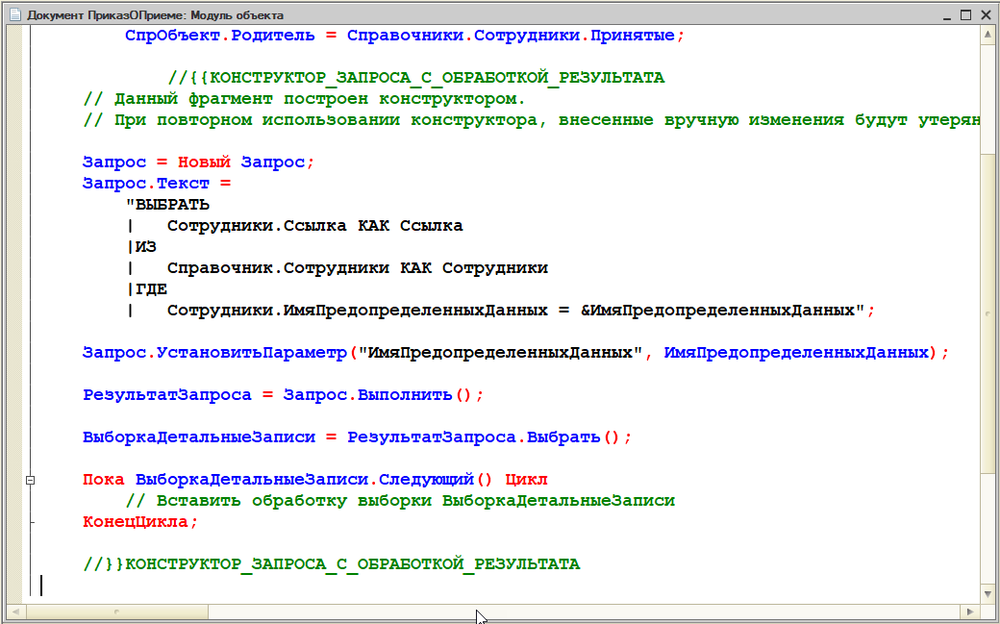 Документ ПриказОПриеме: Модуль объекта
СпрОбъект.Родитель = Справочники.Сотрудники.Принятые;
//{{КОНСТРУКТОР_ЗАПРОСА_С_ОБРАБОТКОЙ_РЕЗУЛЬТАТА
// Данный фрагмент построен конструктором.
// При повторном использовании конструктора, внесенные вручную изменения будут утерян
Запрос = Новый Запрос;
Запрос.Текст =
"ВЫБРАТЬ
|   Сотрудники.Ссылка КАК Ссылка
|ИЗ
|   Справочник.Сотрудники КАК Сотрудники
|ГДЕ
|   Сотрудники.ИмяПредопределенныхДанных = &ИмяПредопределенныхДанных";
Запрос.УстановитьПараметр("ИмяПредопределенныхДанных", ИмяПредопределенныхДанных);
РезультатЗапроса = Запрос.Выполнить();
ВыборкаДетальныеЗаписи = РезультатЗапроса.Выбрать();
Пока ВыборкаДетальныеЗаписи.Следующий() Цикл
// Вставить обработку выборки ВыборкаДетальныеЗаписи
КонецЦикла;
//}}КОНСТРУКТОР_ЗАПРОСА_С_ОБРАБОТКОЙ_РЕЗУЛЬТАТА